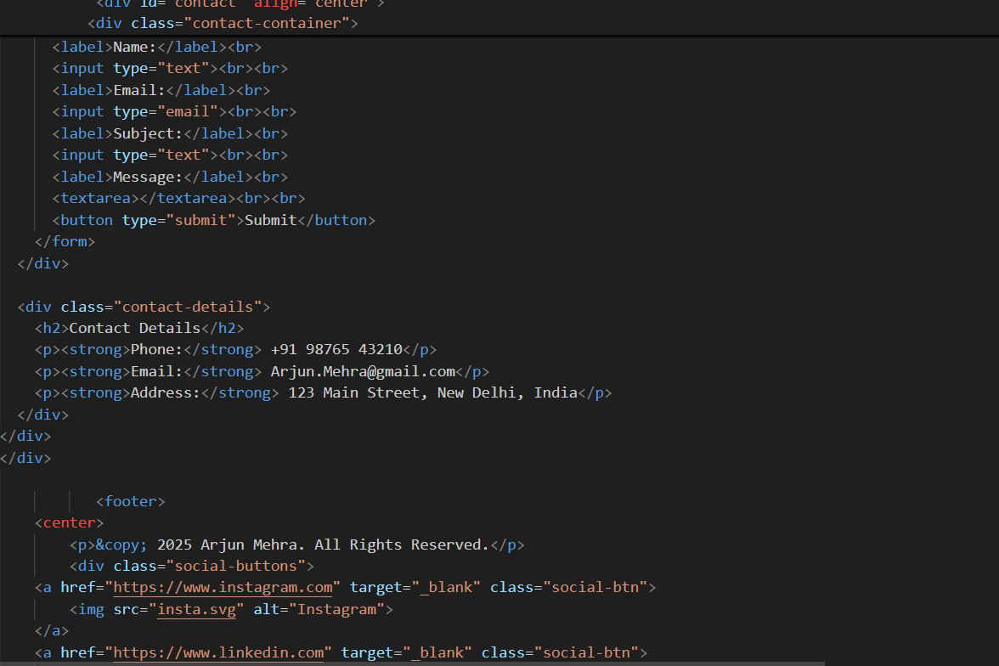 <div id="contact" align="center">
<div class="contact-container">
<label>Name:</label><br>
<input type="text"><br><br>
<label>Email:</label><br>
<input type="email"><br><br>
<label>Subject:</label><br>
<input type="text"><br><br>
<label>Message:</label><br>
<textarea></textarea><br><br>
<button type="submit">Submit</button>
</form>
</div>
<div class="contact-details">
<h2>Contact Details</h2>
<p><strong>Phone:</strong> +91 98765 43210</p>
<p><strong>Email:</strong> Arjun.Mehra@gmail.com</p>
<p><strong>Address:</strong> 123 Main Street, New Delhi, India</p>
</div>
</div>
</div>
<footer>
<center>
<p>&copy; 2025 Arjun Mehra. All Rights Reserved.</p>
<div class="social-buttons">
<a href="https://www.instagram.com" target="_blank" class="social-btn">
<img src="insta.svg" alt="Instagram">
</a>
<a href="https://www.linkedin.com" target="_blank" class="social-btn">